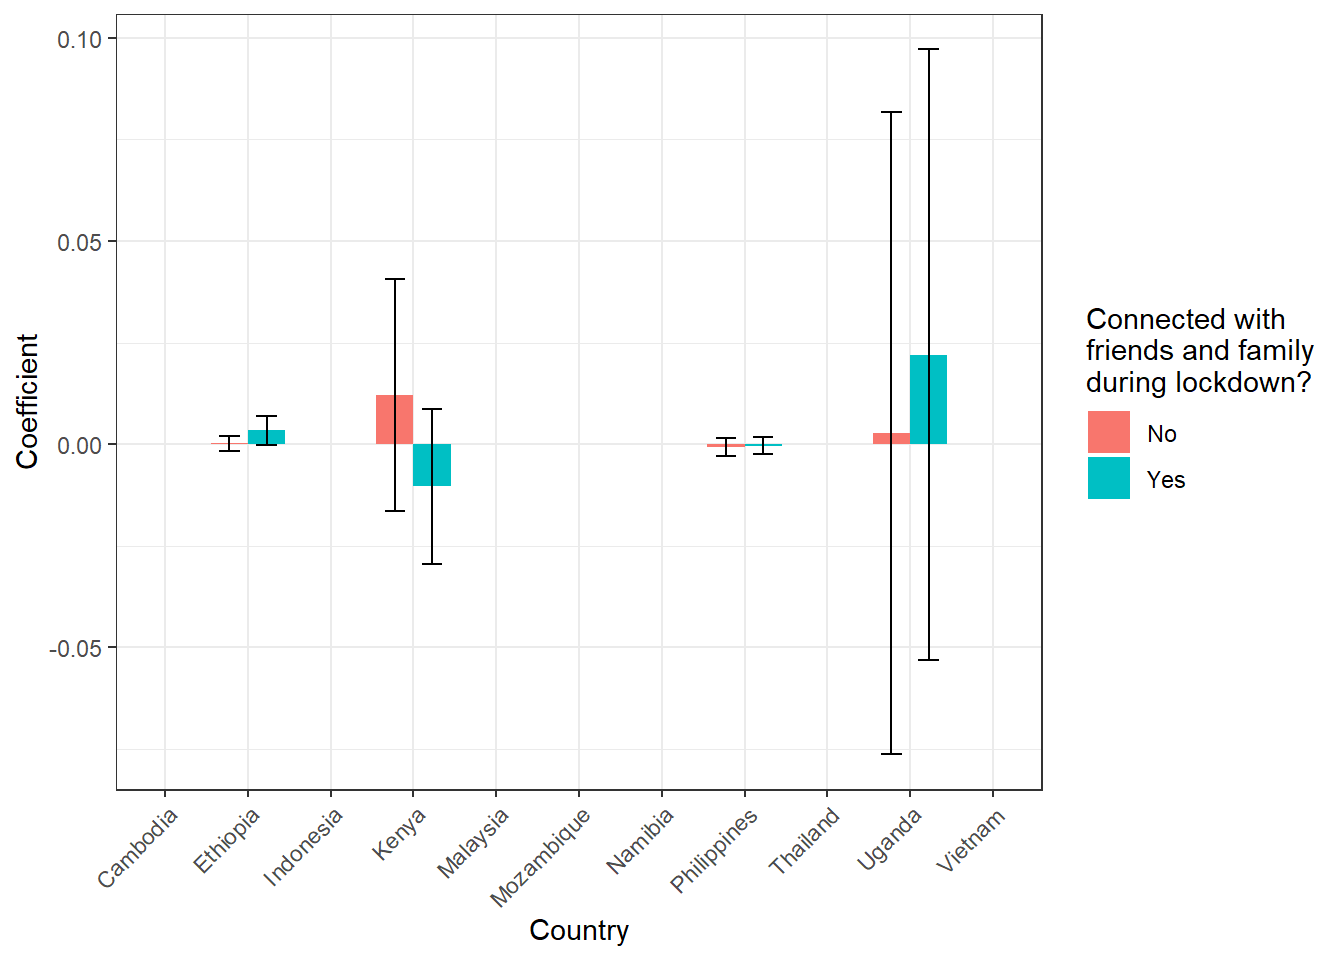 0.10
0.05
0.00
-0.05
Coefficient
Cambodia
Ethiopia
Indonesia
Kenya
Malaysia
Mozambique
Namibia
Philippines
Thailand
Uganda
Vietnam
Country
Connected with
friends and family
during lockdown?
No
Yes